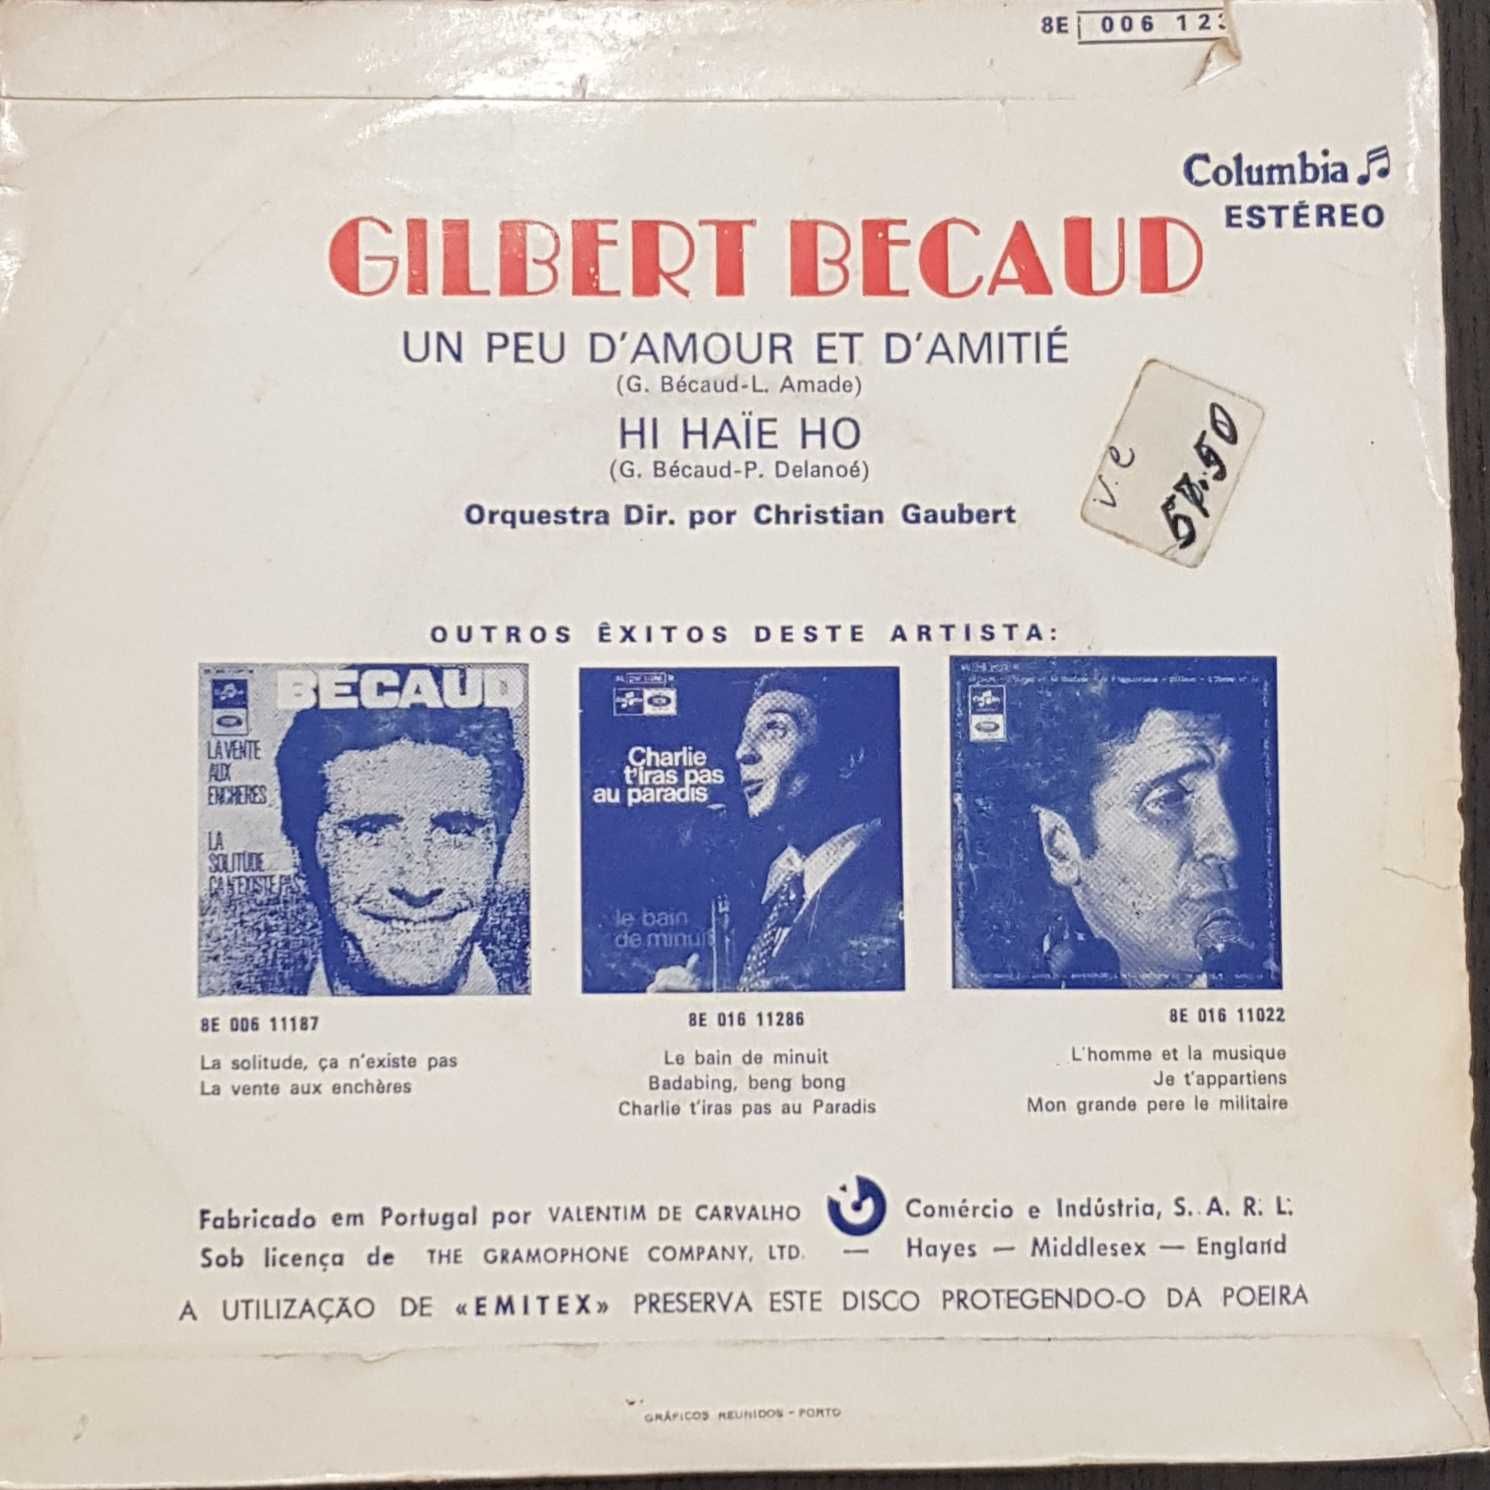 8E 006 12
Columbia
ESTÉREO
GILBERT BECAUD
UN PEU D'AMOUR ET D'AMITIÉ
(G. Bécaud-L. Amade)
HI HAÏE HO
(G. Bécaud-P. Delanoé)
Orquestra Dir. por Christian Gaubert
v.e
57.50
OUTROS ÊXITOS DESTE ARTISTA:
BECAUD
LA VENTE
AUX
ENCHERES
LA
SOLITUDE
ÇA N'EXISTE PAS
Charlie
t'iras pas
au paradis
le bain
de minuit
8E 006 11187
La solitude, ça n'existe pas
La vente aux enchères
8E 016 11286
Le bain de minuit
Badabing, beng bong
Charlie t'iras pas au Paradis
8E 016 11022
L'homme et la musique
Je t'appartiens
Mon grande pere le militaire
Fabricado em Portugal por VALENTIM DE CARVALHO Comércio e Indústria, S. A. R. L.
Sob licença de THE GRAMOPHONE COMPANY, LTD. — Hayes — Middlesex — England
A UTILIZAÇÃO DE «EMITEX» PRESERVA ESTE DISCO PROTEGENDO-O DA POEIRA
GRÁFICOS REUNIDOS - PORTO